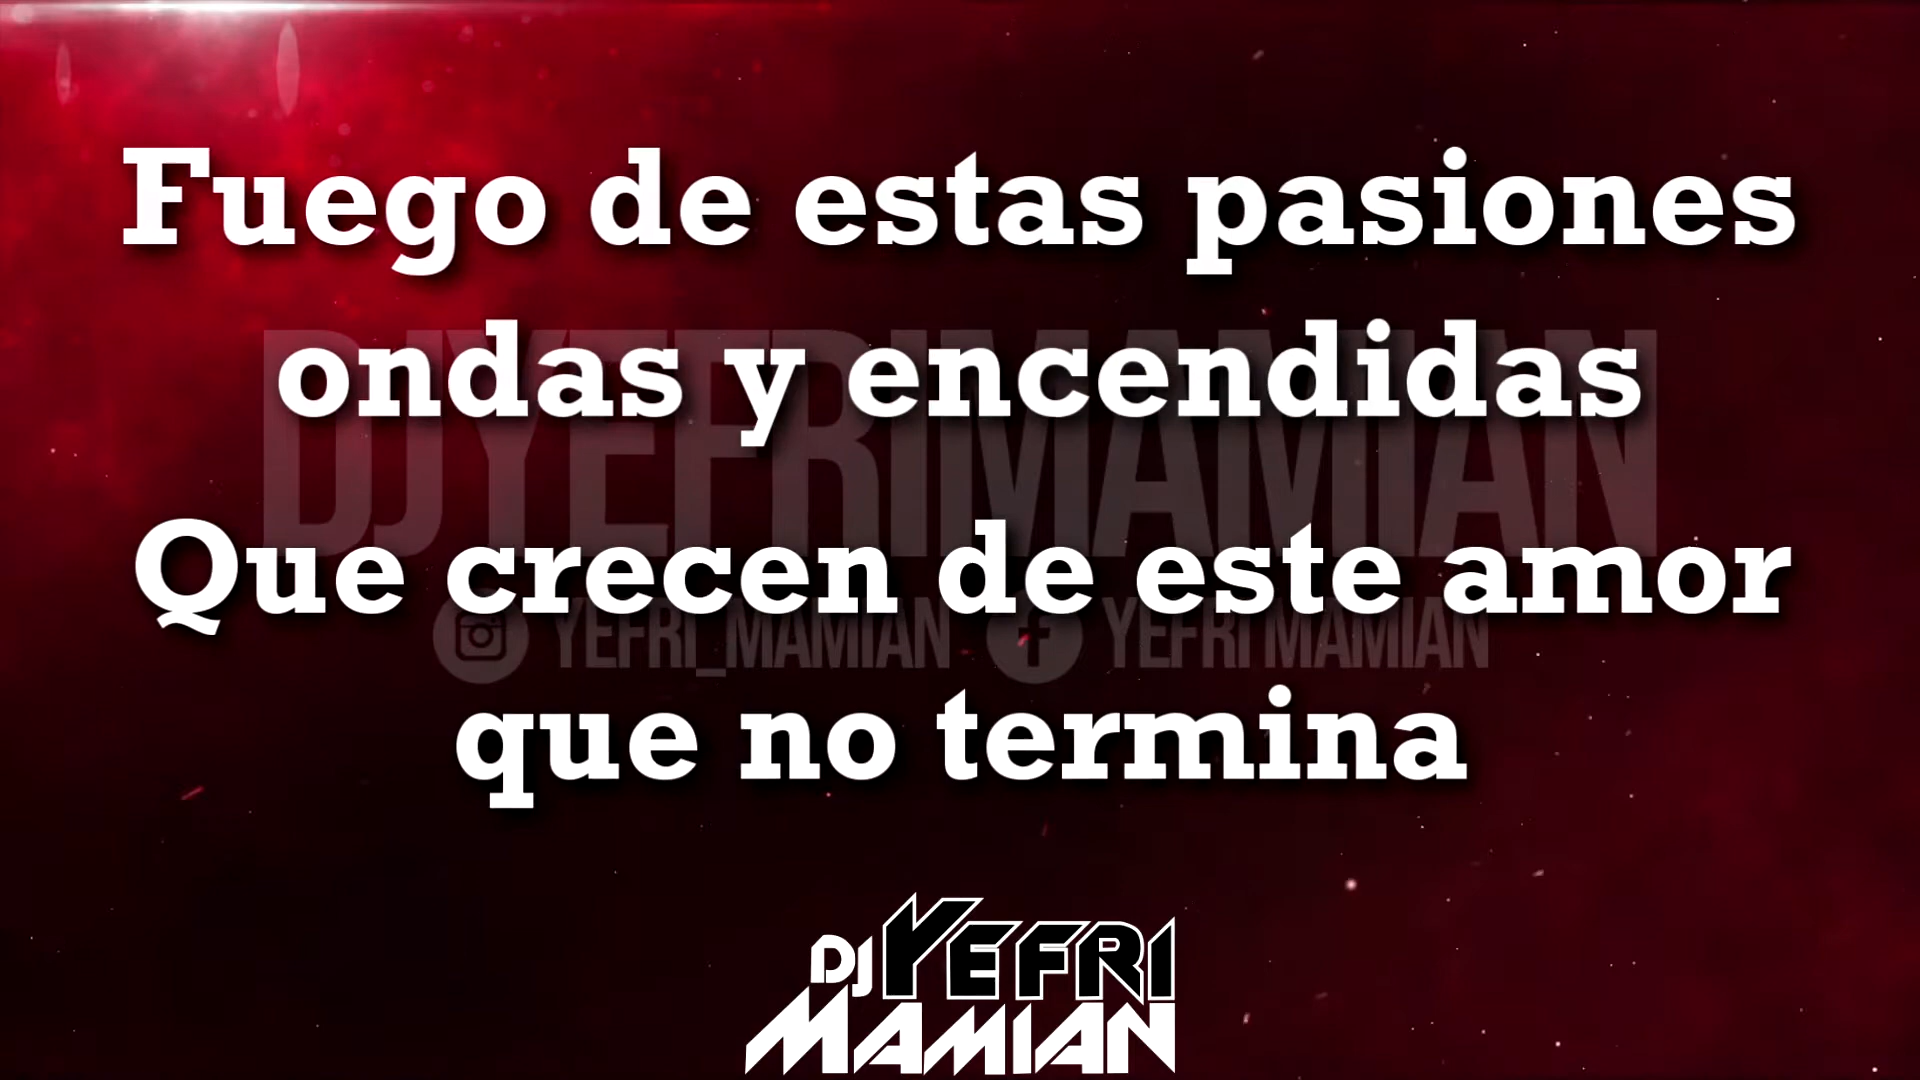 Fuego de estas pasiones
ondas y encendidas
DJYEFRIMAMIAN
Que crecen de este amor
YEFRI_MAMIAN YEFRI MAMIAN
que no termina
DJ YEFRI
MAMIAN